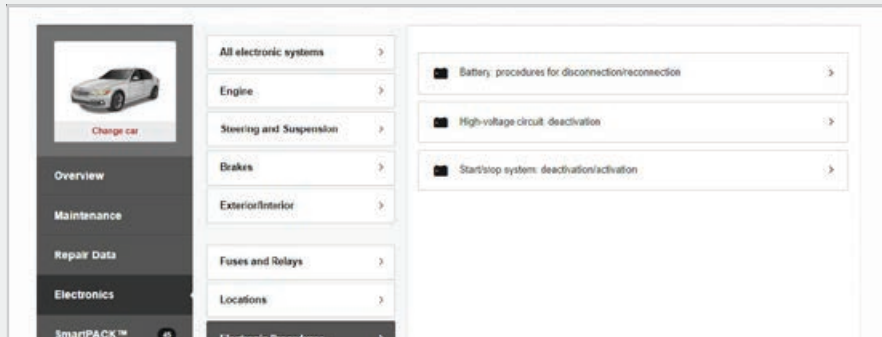 Change car
Overview
Maintenance
Repair Data
Electronics
SmartPACK™ 45
All electronic systems
Engine
Steering and Suspension
Brakes
Exterior/Interior
Fuses and Relays
Locations
Battery: procedures for disconnection/reconnection
High-voltage circuit: deactivation
Start/stop system: deactivation/activation